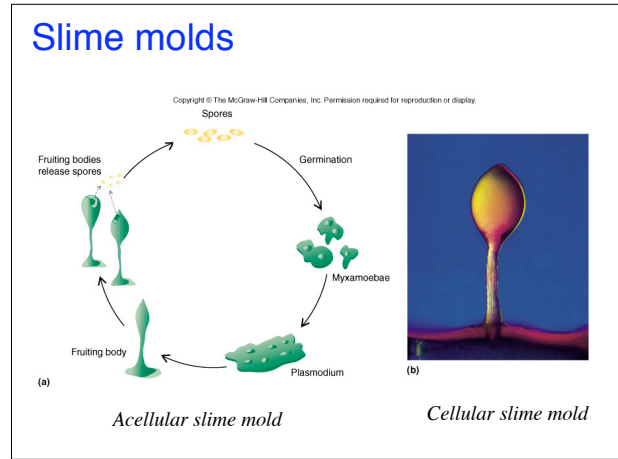 Slime molds
Copyright © The McGraw-Hill Companies, Inc. Permission required for reproduction or display.
Spores
Fruiting bodies
release spores
Germination
Myxamoebae
Fruiting body
Plasmodium
(a)
(b)
Acellular slime mold
Cellular slime mold